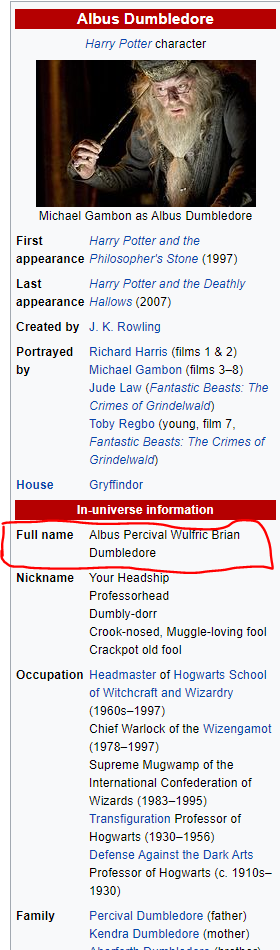 Albus Dumbledore
Harry Potter character
Michael Gambon as Albus Dumbledore
First appearance Harry Potter and the
Philosopher's Stone (1997)
Last appearance Harry Potter and the Deathly
Hallows (2007)
Created by J. K. Rowling
Portrayed by Richard Harris (films 1 & 2)
Michael Gambon (films 3–8)
Jude Law (Fantastic Beasts: The
Crimes of Grindelwald)
Toby Regbo (young, film 7,
Fantastic Beasts: The Crimes of
Grindelwald)
House Gryffindor
In-universe information
Full name Albus Percival Wulfric Brian
Dumbledore
Nickname Your Headship
Professorhead
Dumbly-dorr
Crook-nosed, Muggle-loving fool
Crackpot old fool
Occupation Headmaster of Hogwarts School
of Witchcraft and Wizardry
(1960s–1997)
Chief Warlock of the Wizengamot
(1978–1997)
Supreme Mugwamp of the
International Confederation of
Wizards (1983–1995)
Transfiguration Professor of
Hogwarts (1930–1956)
Defense Against the Dark Arts
Professor of Hogwarts (c. 1910s–
1930)
Family Percival Dumbledore (father)
Kendra Dumbledore (mother)